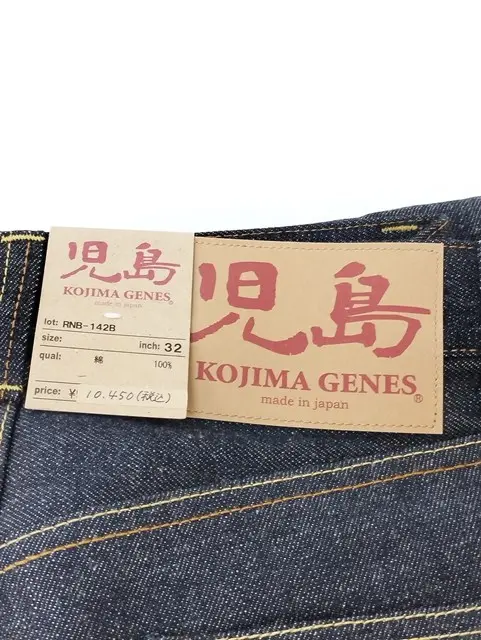 児島
KOJIMA GENES®
made in japan
lot: RNB-142B
size: inch: 32
qual: 綿 100%
price: ¥ 10.450(税込)
児島
KOJIMA GENES®
made in japan